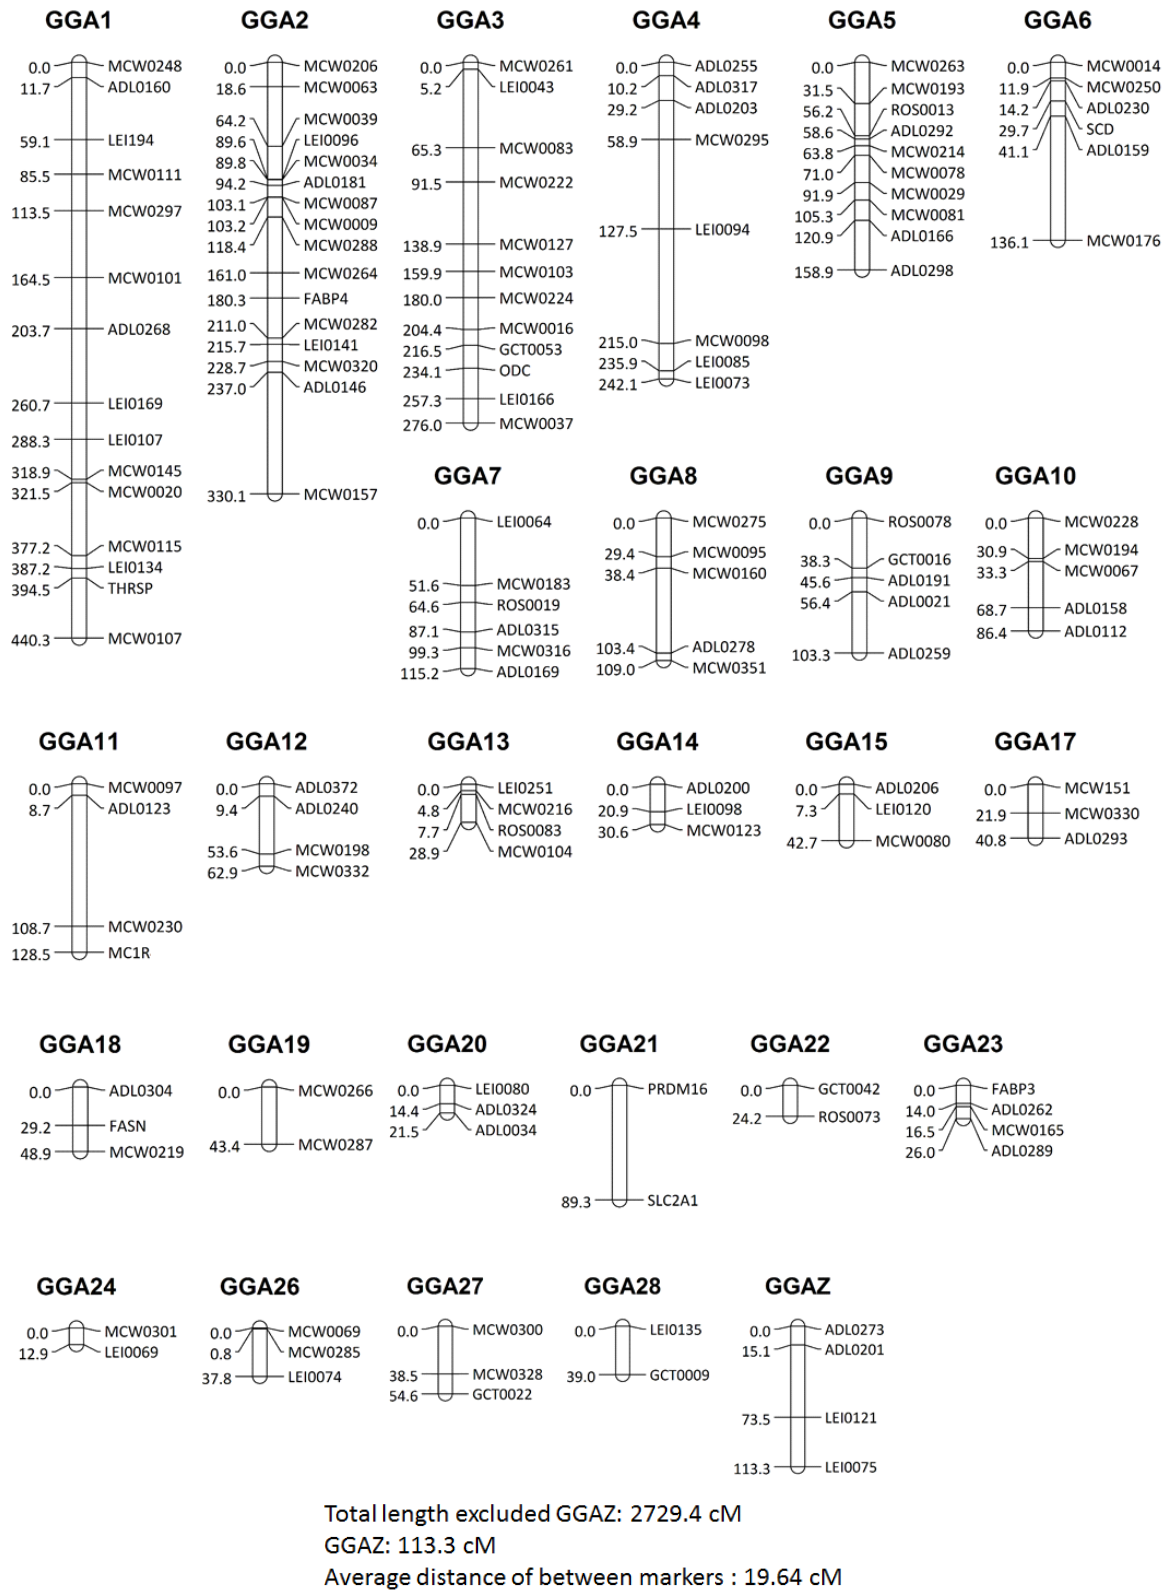 GGA1
0.0 MCW0248
11.7 ADL0160
59.1 LEI194
85.5 MCW0111
113.5 MCW0297
164.5 MCW0101
203.7 ADL0268
260.7 LEI0169
288.3 LEI0107
318.9 MCW0145
321.5 MCW0020
377.2 MCW0115
387.2 LEI0134
394.5 THRSP
440.3 MCW0107
GGA2
0.0 MCW0206
18.6 MCW0063
64.2 MCW0039
89.6 LEI0096
89.8 MCW0034
94.2 ADL0181
103.1 MCW0087
103.2 MCW0009
118.4 MCW0288
161.0 MCW0264
180.3 FABP4
211.0 MCW0282
215.7 LEI0141
228.7 MCW0320
237.0 ADL0146
330.1 MCW0157
GGA3
0.0 MCW0261
5.2 LEI0043
65.3 MCW0083
91.5 MCW0222
138.9 MCW0127
159.9 MCW0103
180.0 MCW0224
204.4 MCW0016
216.5 GCT0053
234.1 ODC
257.3 LEI0166
276.0 MCW0037
GGA4
0.0 ADL0255
10.2 ADL0317
29.2 ADL0203
58.9 MCW0295
127.5 LEI0094
215.0 MCW0098
235.9 LEI0085
242.1 LEI0073
GGA5
0.0 MCW0263
31.5 MCW0193
56.2 ROS0013
58.6 ADL0292
63.8 MCW0214
71.0 MCW0078
91.9 MCW0029
105.3 MCW0081
120.9 ADL0166
158.9 ADL0298
GGA6
0.0 MCW0014
11.9 MCW0250
14.2 ADL0230
29.7 SCD
41.1 ADL0159
136.1 MCW0176
GGA7
0.0 LEI0064
51.6 MCW0183
64.6 ROS0019
87.1 ADL0315
99.3 MCW0316
115.2 ADL0169
GGA8
0.0 MCW0275
29.4 MCW0095
38.4 MCW0160
103.4 ADL0278
109.0 MCW0351
GGA9
0.0 ROS0078
38.3 GCT0016
45.6 ADL0191
56.4 ADL0021
103.3 ADL0259
GGA10
0.0 MCW0228
30.9 MCW0194
33.3 MCW0067
68.7 ADL0158
86.4 ADL0112
GGA11
0.0 MCW0097
8.7 ADL0123
108.7 MCW0230
128.5 MC1R
GGA12
0.0 ADL0372
9.4 ADL0240
53.6 MCW0198
62.9 MCW0332
GGA13
0.0 LEI0251
4.8 MCW0216
7.7 ROS0083
28.9 MCW0104
GGA14
0.0 ADL0200
20.9 LEI0098
30.6 MCW0123
GGA15
0.0 ADL0206
7.3 LEI0120
42.7 MCW0080
GGA17
0.0 MCW151
21.9 MCW0330
40.8 ADL0293
GGA18
0.0 ADL0304
29.2 FASN
48.9 MCW0219
GGA19
0.0 MCW0266
43.4 MCW0287
GGA20
0.0 LEI0080
14.4 ADL0324
21.5 ADL0034
GGA21
0.0 PRDM16
89.3 SLC2A1
GGA22
0.0 GCT0042
24.2 ROS0073
GGA23
0.0 FABP3
14.0 ADL0262
16.5 MCW0165
26.0 ADL0289
GGA24
0.0 MCW0301
12.9 LEI0069
GGA26
0.0 MCW0069
0.8 MCW0285
37.8 LEI0074
GGA27
0.0 MCW0300
38.5 MCW0328
54.6 GCT0022
GGA28
0.0 LEI0135
39.0 GCT0009
GGAZ
0.0 ADL0273
15.1 ADL0201
73.5 LEI0121
113.3 LEI0075
Total length excluded GGAZ: 2729.4 cM
GGAZ: 113.3 cM
Average distance of between markers : 19.64 cM